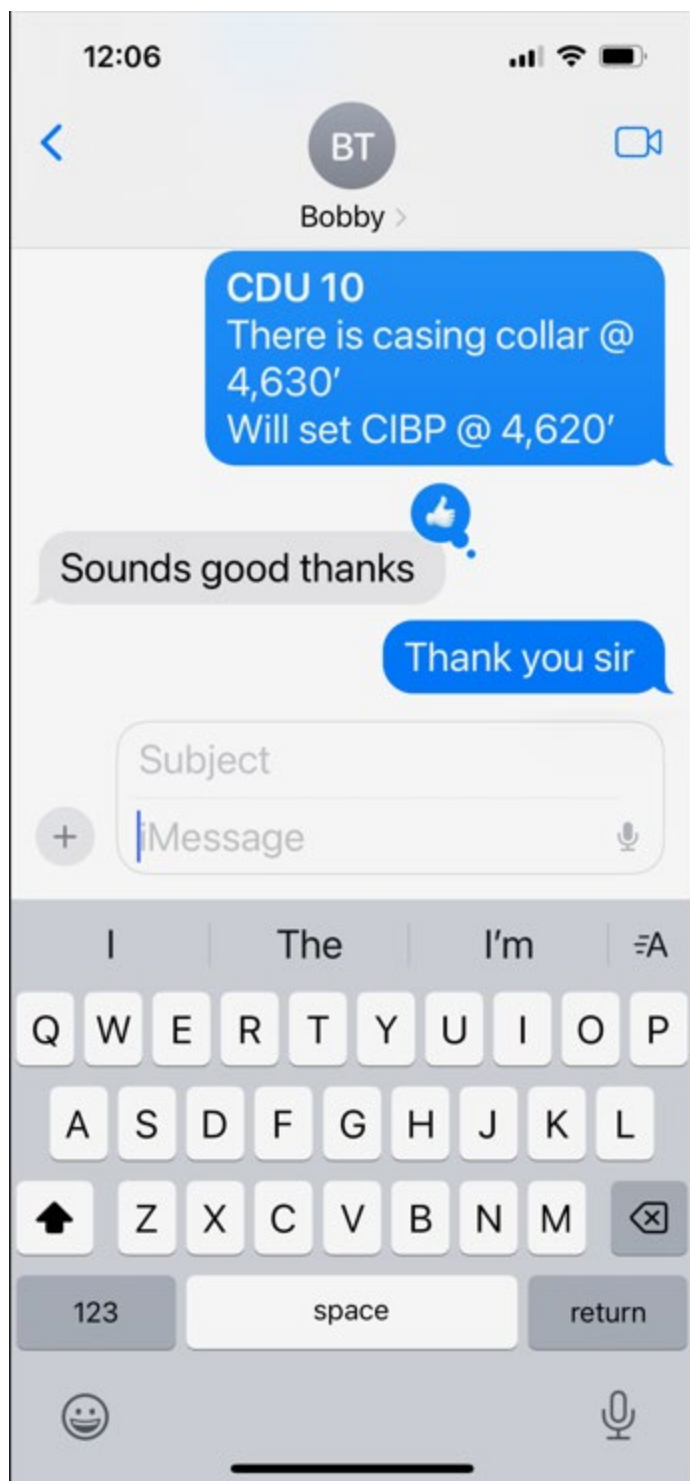 12:06
BT
Bobby
CDU 10
There is casing collar @
4,630’
Will set CIBP @ 4,620’
Sounds good thanks
Thank you sir
Subject
iMessage
I The I’m A
Q W E R T Y U I O P
A S D F G H J K L
Z X C V B N M
123 space return